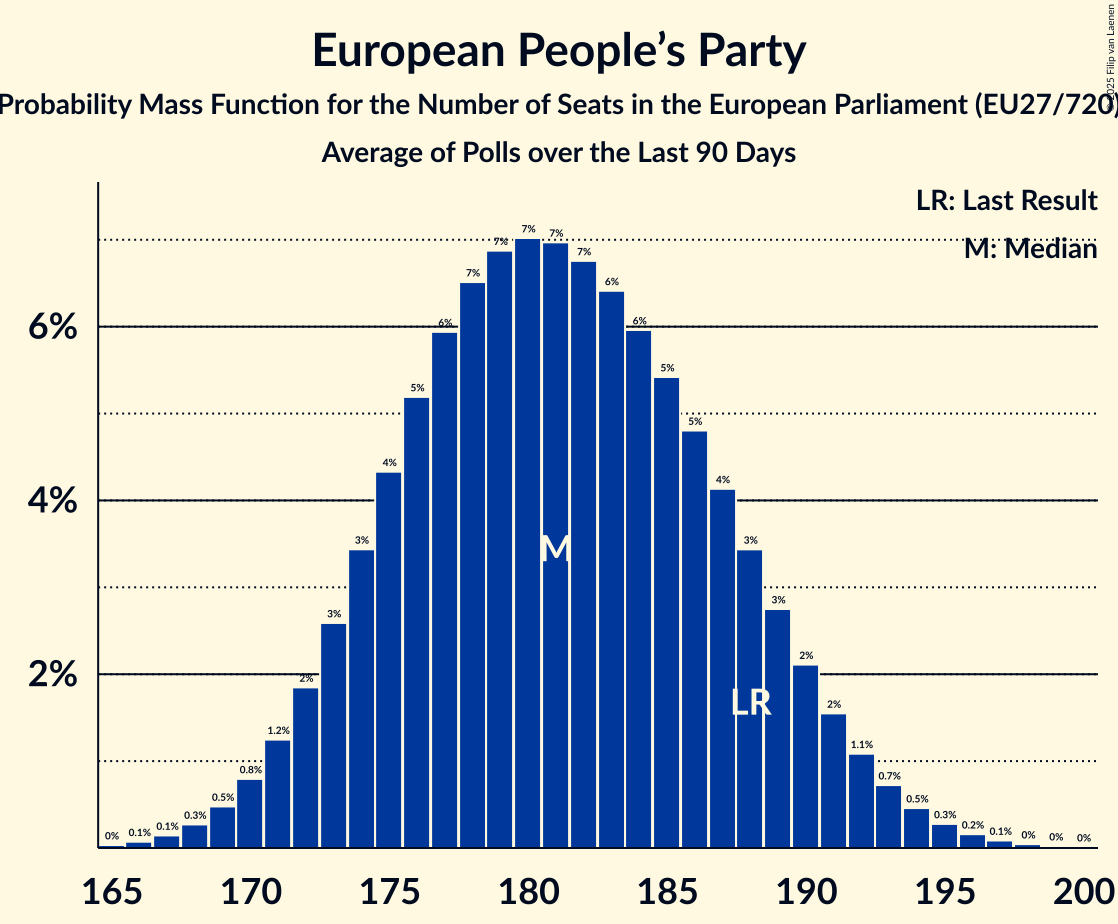 European People’s Party
Probability Mass Function for the Number of Seats in the European Parliament (EU27/720)
Average of Polls over the Last 90 Days
© 2025 Filip van Laenen
LR: Last Result
M: Median
6%
4%
2%
0% 0.1% 0.1% 0.3% 0.5% 0.8% 1.2% 2% 3% 3% 4% 5% 6% 7% 7% 7% 7% 7% 6% 6% 5% 5% 4% 3% 3% 2% 2% 1.1% 0.7% 0.5% 0.3% 0.2% 0.1% 0% 0% 0%
M
LR
165 170 175 180 185 190 195 200